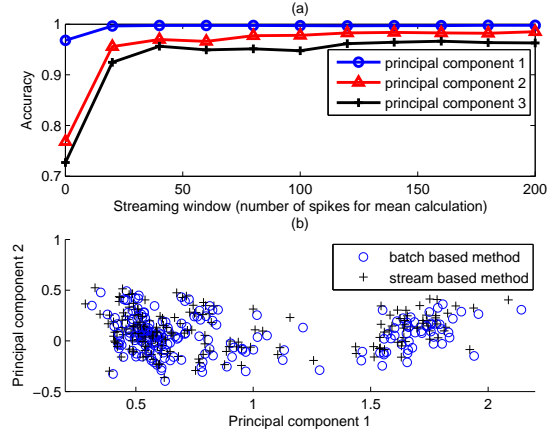 (a)
1
0.9
0.8
0.7
Accuracy
principal component 1
principal component 2
principal component 3
0
50
100
150
200
Streaming window (number of spikes for mean calculation)
(b)
1
0.5
0
−0.5
Principal component 2
batch based method
stream based method
0.5
1
1.5
2
Principal component 1